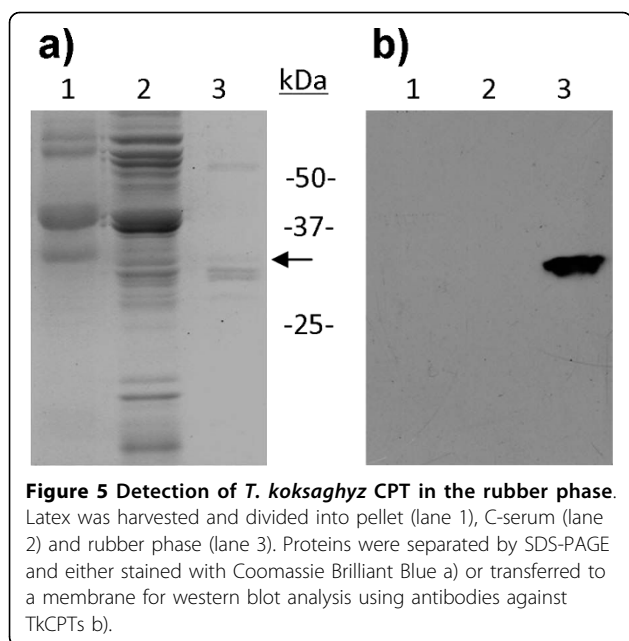 a)
b)
1 2 3 kDa 1 2 3
-50-
-37-
-25-
Figure 5 Detection of T. koksaghyz CPT in the rubber phase.
Latex was harvested and divided into pellet (lane 1), C-serum (lane
2) and rubber phase (lane 3). Proteins were separated by SDS-PAGE
and either stained with Coomassie Brilliant Blue a) or transferred to
a membrane for western blot analysis using antibodies against
TkCPTs b).